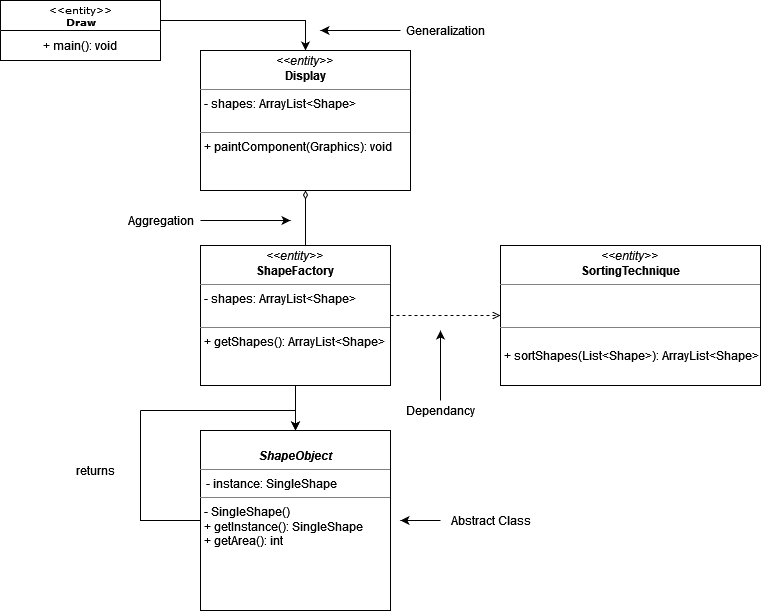 <<entity>>
Draw
+ main(): void
Generalization
<<entity>>
Display
- shapes: ArrayList<Shape>
+ paintComponent(Graphics): void
Aggregation
<<entity>>
ShapeFactory
- shapes: ArrayList<Shape>
+ getShapes(): ArrayList<Shape>
<<entity>>
SortingTechnique
+ sortShapes(List<Shape>): ArrayList<Shape>
Dependancy
returns
ShapeObject
- instance: SingleShape
- SingleShape()
+ getInstance(): SingleShape
+ getArea(): int
Abstract Class